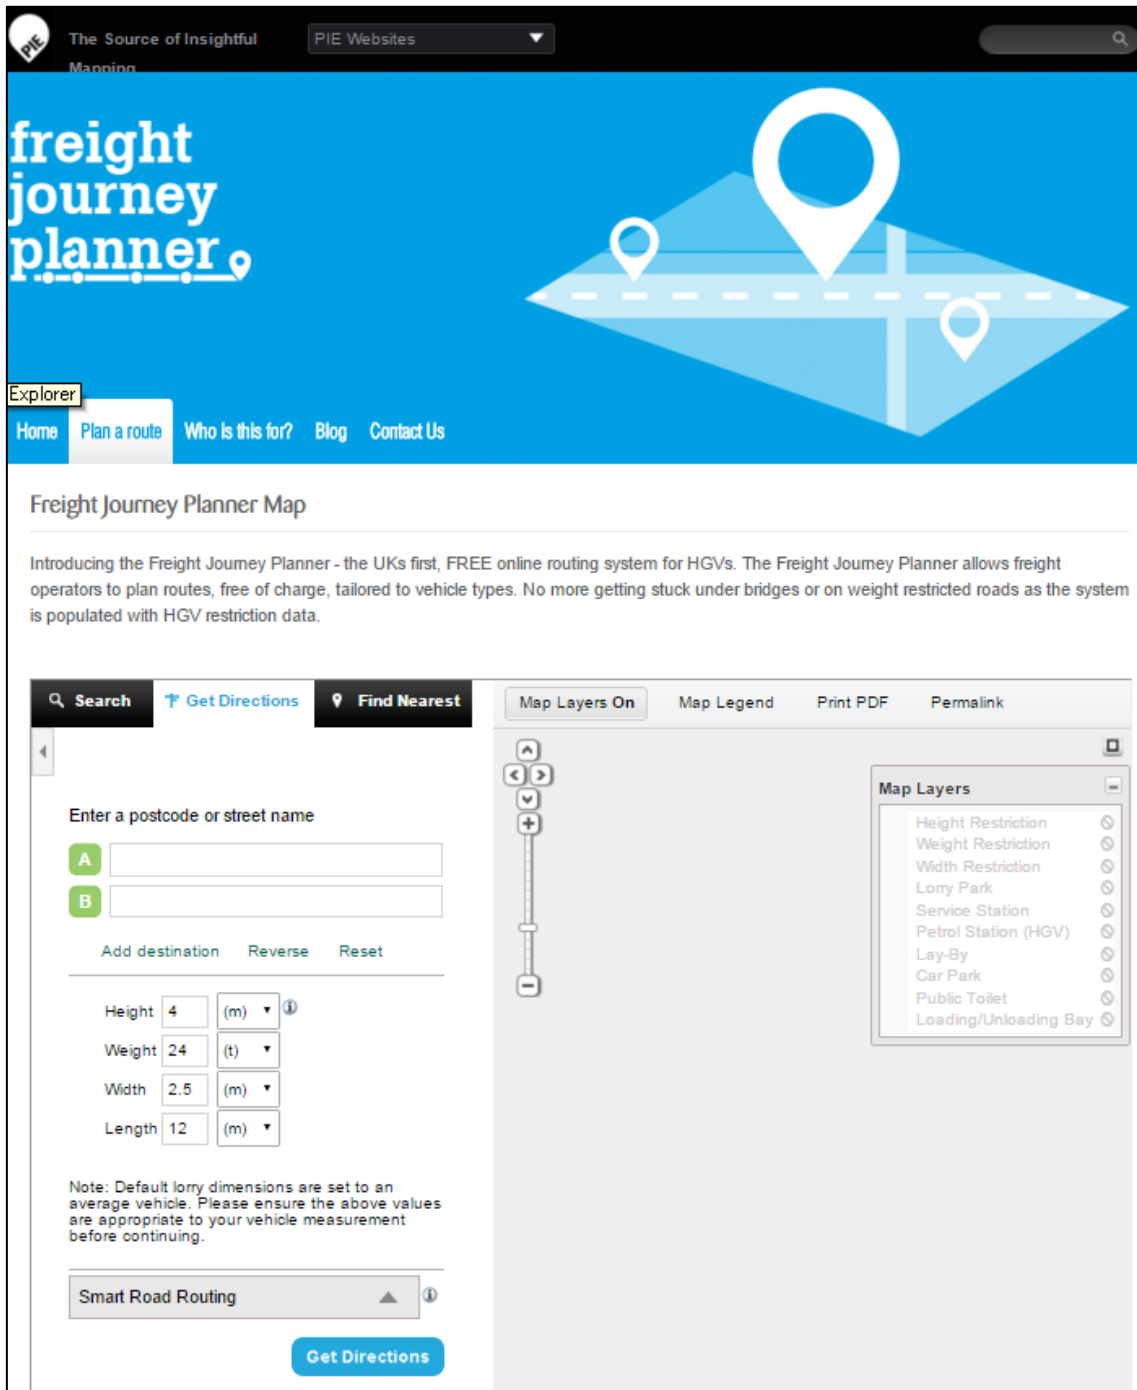 PIE
The Source of Insightful
Mapping
PIE Websites
freight
journey
planner
Explorer
Home
Plan a route
Who is this for?
Blog
Contact Us
Freight Journey Planner Map
Introducing the Freight Journey Planner - the UKs first, FREE online routing system for HGVs. The Freight Journey Planner allows freight
operators to plan routes, free of charge, tailored to vehicle types. No more getting stuck under bridges or on weight restricted roads as the system
is populated with HGV restriction data.
Search
Get Directions
Find Nearest
Map Layers On
Map Legend
Print PDF
Permalink
Enter a postcode or street name
A
B
Add destination
Reverse
Reset
Height 4 (m)
Weight 24 (t)
Width 2.5 (m)
Length 12 (m)
Note: Default lorry dimensions are set to an
average vehicle. Please ensure the above values
are appropriate to your vehicle measurement
before continuing.
Smart Road Routing
Get Directions
Map Layers
Height Restriction
Weight Restriction
Width Restriction
Lorry Park
Service Station
Petrol Station (HGV)
Lay-By
Car Park
Public Toilet
Loading/Unloading Bay